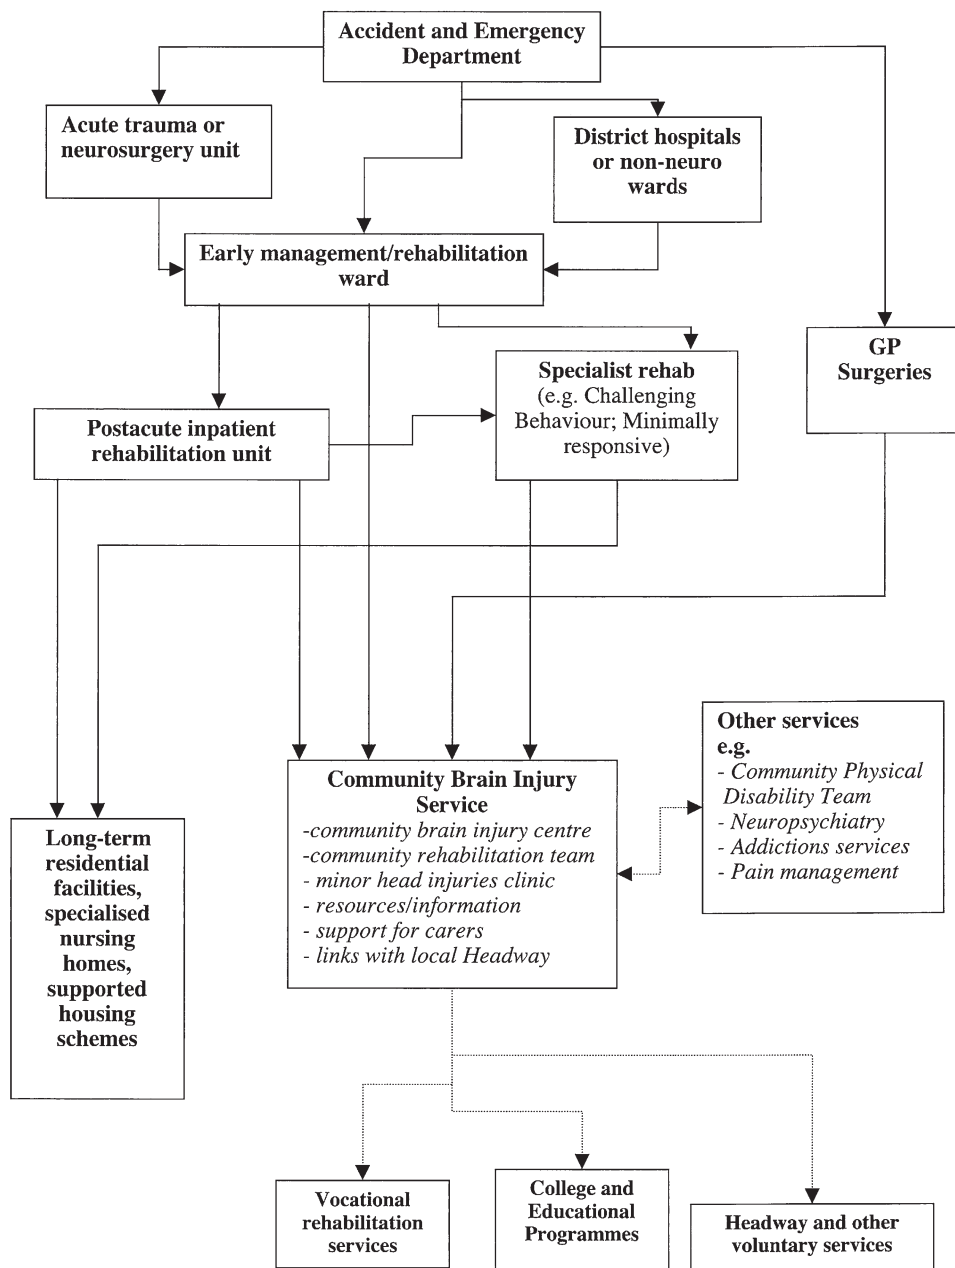 Accident and Emergency
Department
Acute trauma or
neurosurgery unit
District hospitals
or non-neuro
wards
Early management/rehabilitation
ward
GP
Surgeries
Specialist rehab
(e.g. Challenging
Behaviour; Minimally
responsive)
Postacute inpatient
rehabilitation unit
Other services
e.g.
- Community Physical
Disability Team
- Neuropsychiatry
- Addictions services
- Pain management
Community Brain Injury
Service
-community brain injury centre
-community rehabilitation team
- minor head injuries clinic
- resources/information
- support for carers
- links with local Headway
Long-term
residential
facilities,
specialised
nursing
homes,
supported
housing
schemes
Vocational
rehabilitation
services
College and
Educational
Programmes
Headway and other
voluntary services